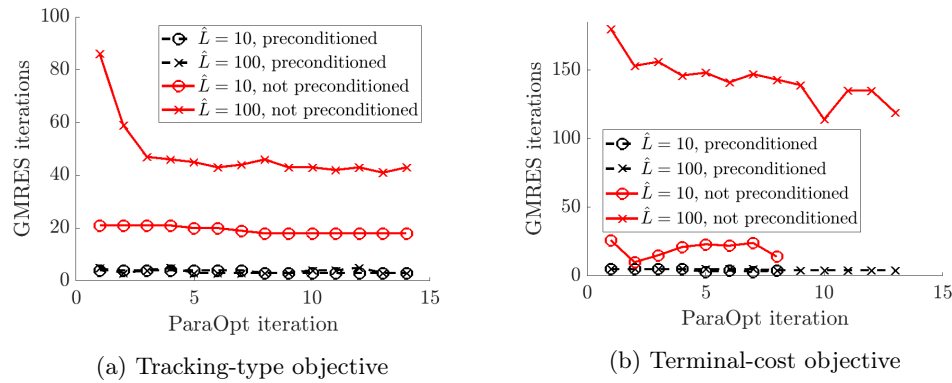 100
80
60
40
20
0
GMRES iterations
L̂ = 10, preconditioned
L̂ = 100, preconditioned
L̂ = 10, not preconditioned
L̂ = 100, not preconditioned
0 5 10 15
ParaOpt iteration
(a) Tracking-type objective
150
100
50
0
GMRES iterations
L̂ = 10, preconditioned
L̂ = 100, preconditioned
L̂ = 10, not preconditioned
L̂ = 100, not preconditioned
0 5 10 15
ParaOpt iteration
(b) Terminal-cost objective